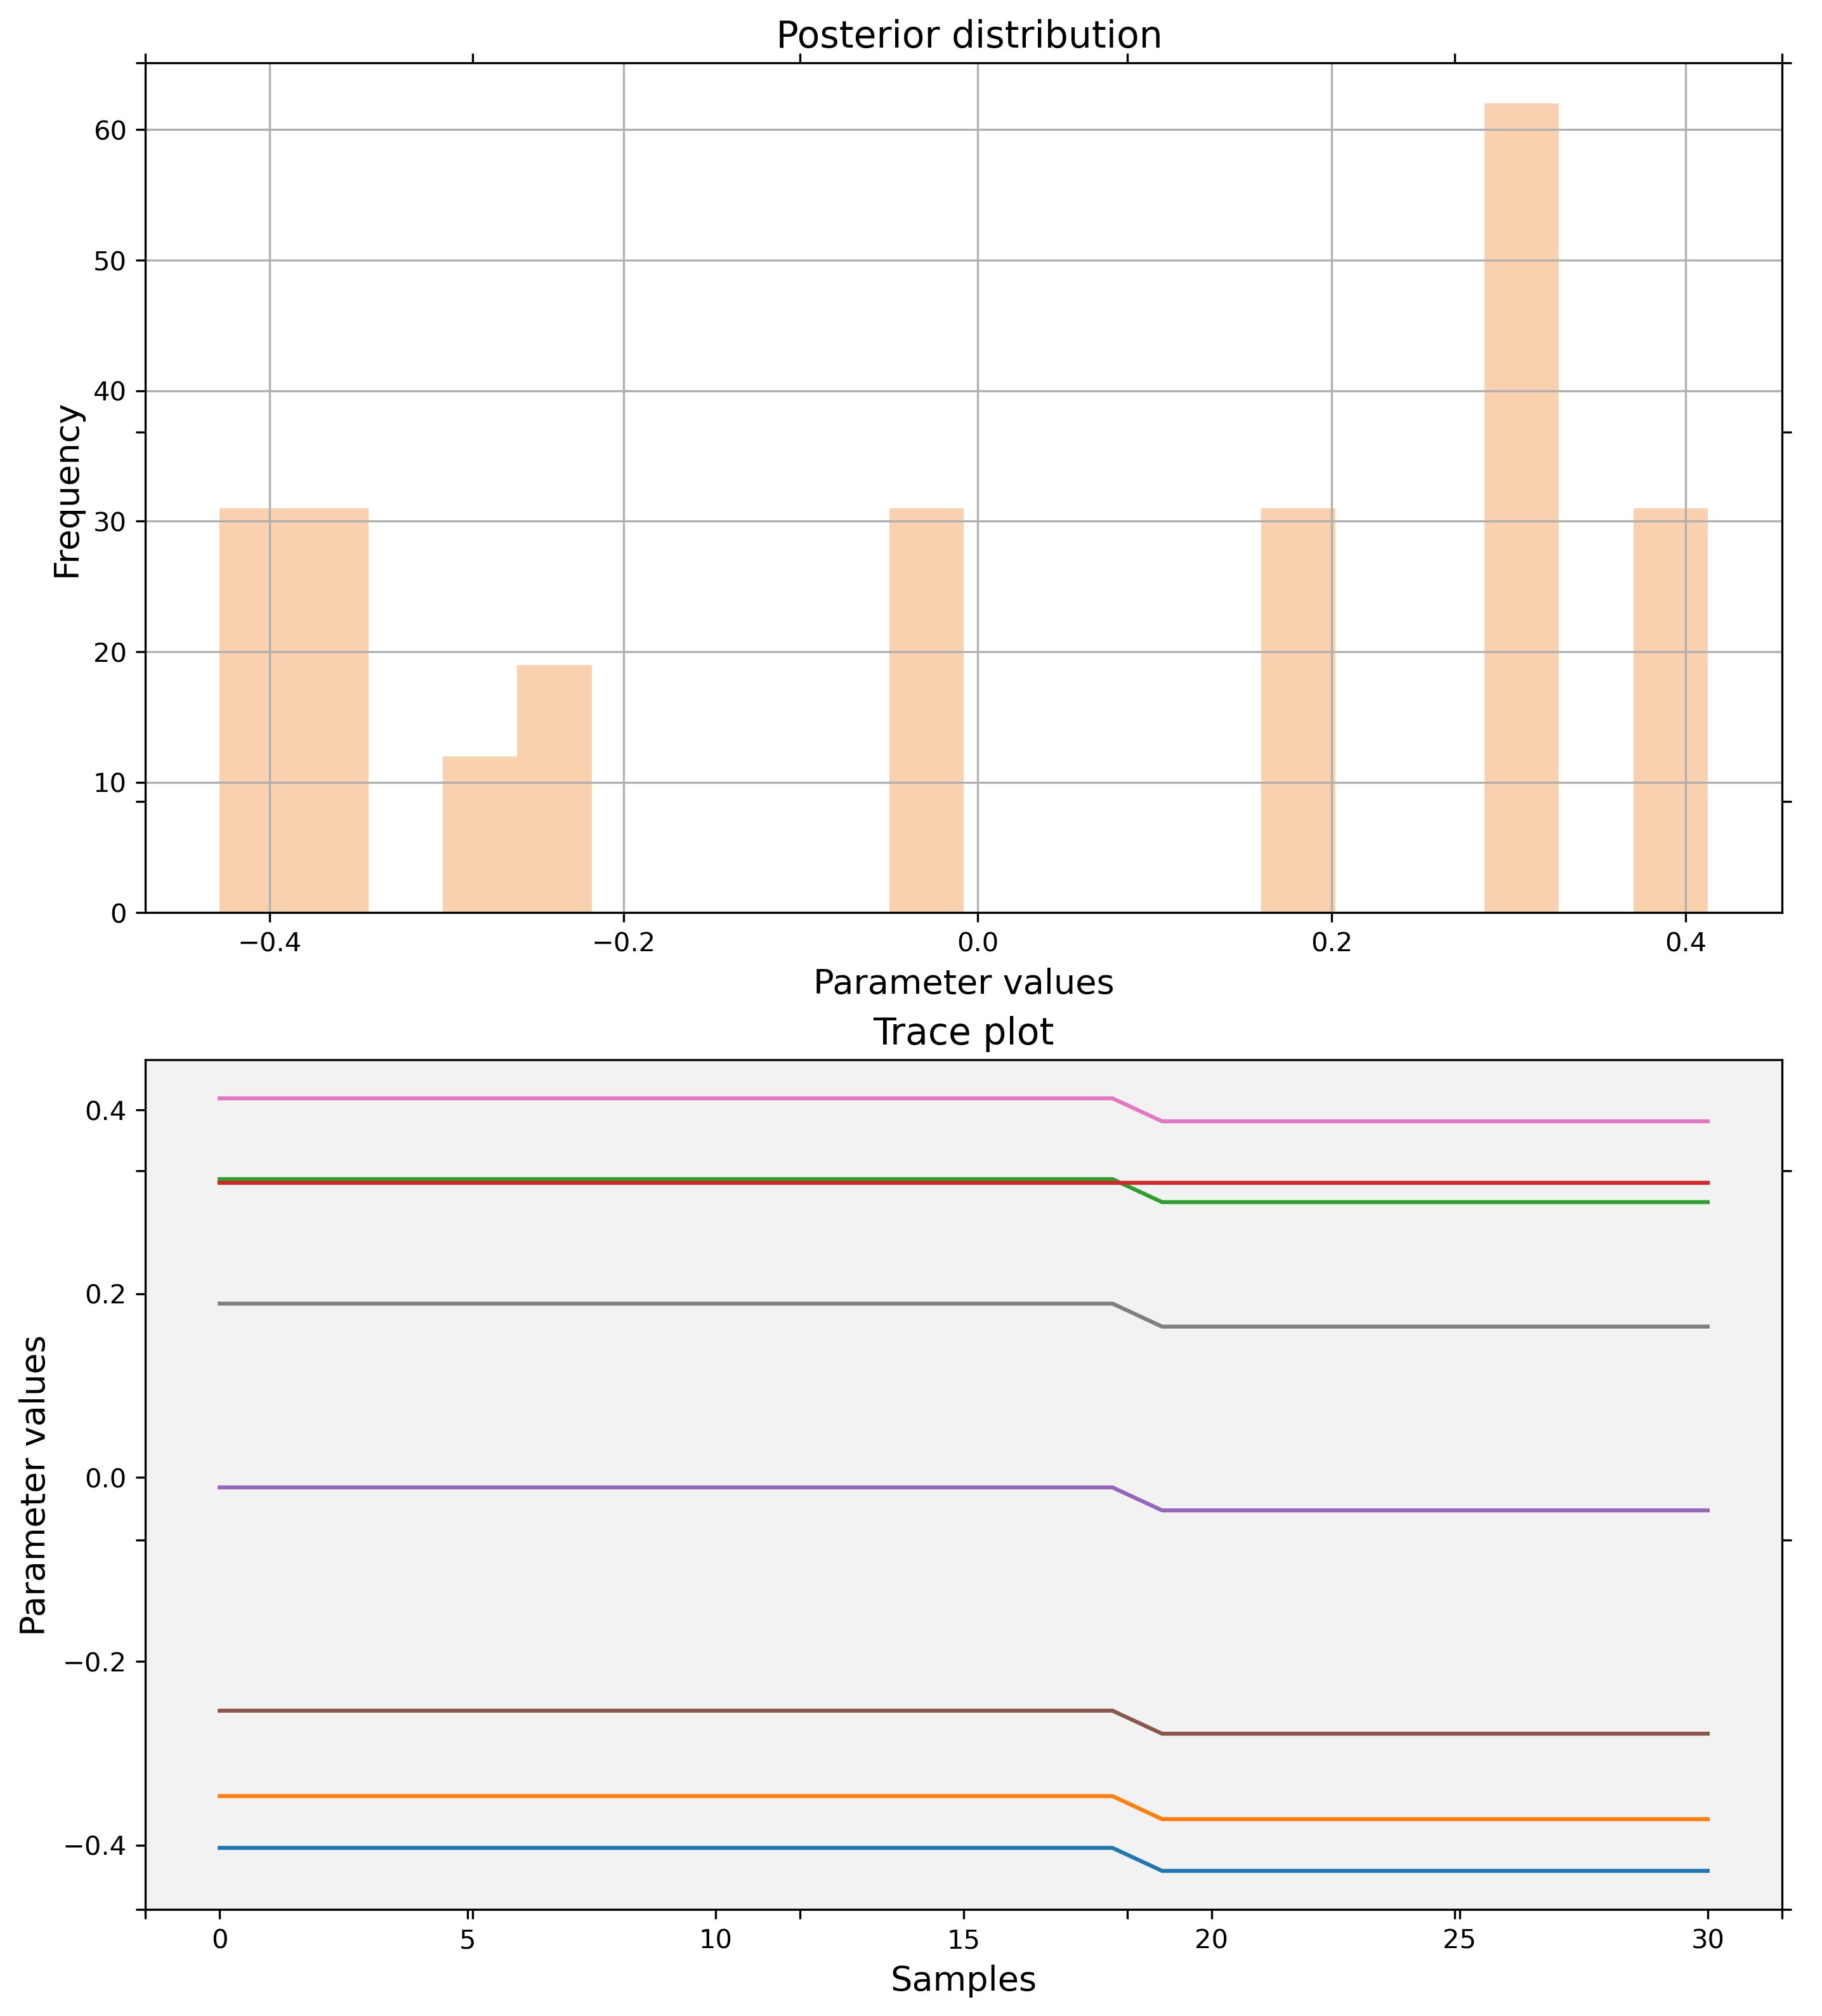 Posterior distribution
60
50
40
30
20
10
0
Frequency
−0.4 −0.2 0.0 0.2 0.4
Parameter values
Trace plot
0.4
0.2
0.0
−0.2
−0.4
Parameter values
0 5 10 15 20 25 30
Samples